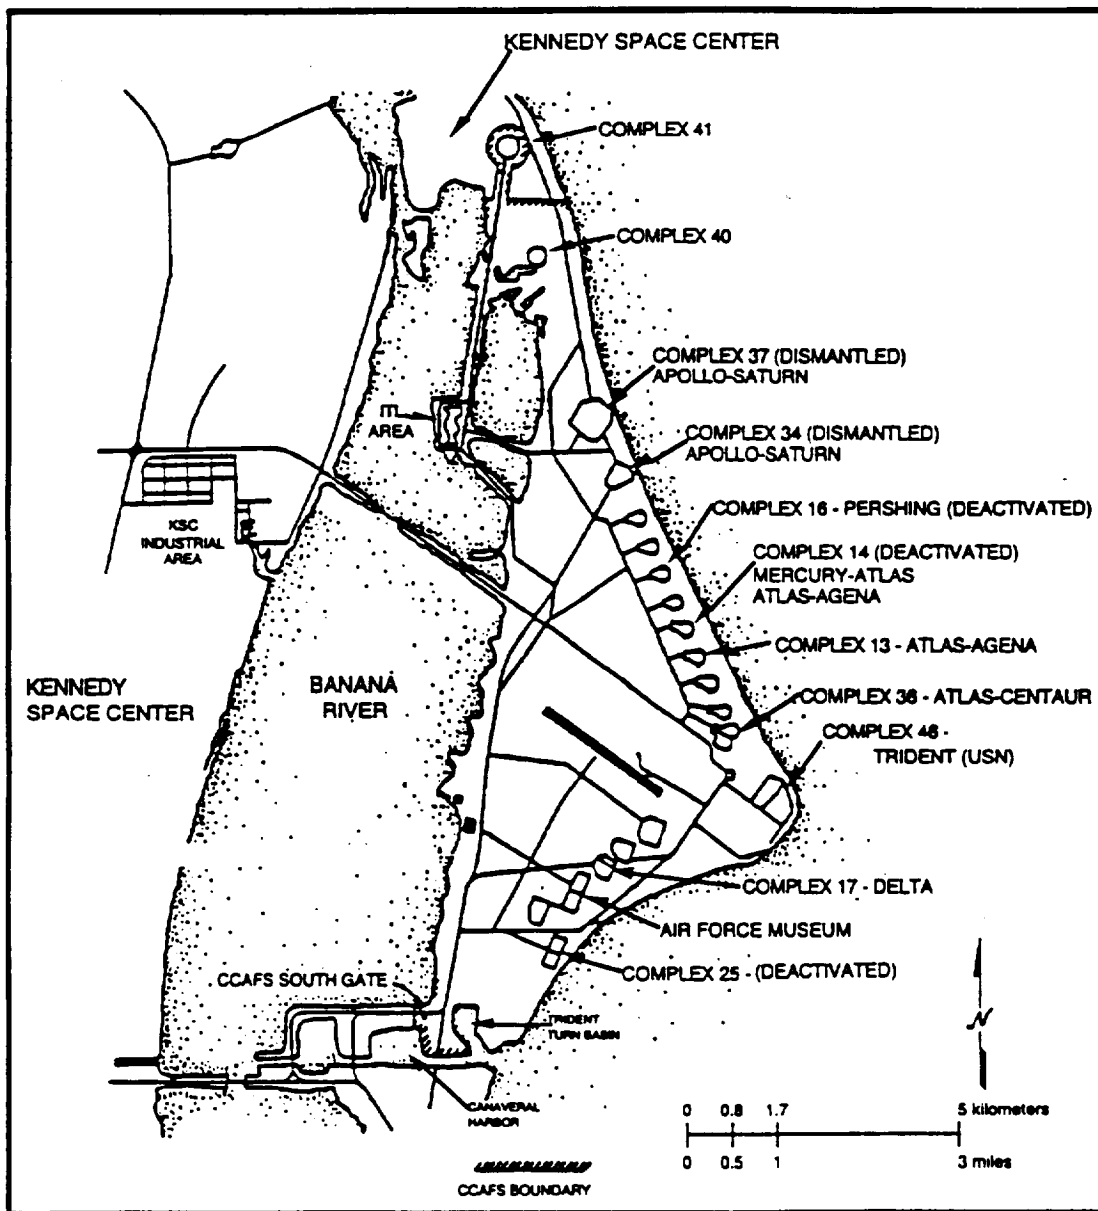 KENNEDY SPACE CENTER
COMPLEX 41
COMPLEX 40
COMPLEX 37 (DISMANTLED)
APOLLO-SATURN
ITL
AREA
COMPLEX 34 (DISMANTLED)
APOLLO-SATURN
COMPLEX 16 - PERSHING (DEACTIVATED)
KSC
INDUSTRIAL
AREA
COMPLEX 14 (DEACTIVATED)
MERCURY-ATLAS
ATLAS-AGENA
COMPLEX 13 - ATLAS-AGENA
KENNEDY
SPACE CENTER
BANANA
RIVER
COMPLEX 36 - ATLAS-CENTAUR
COMPLEX 46 -
TRIDENT (USN)
COMPLEX 17 - DELTA
AIR FORCE MUSEUM
COMPLEX 25 - (DEACTIVATED)
CCAFS SOUTH GATE
TRIDENT
TURN BASIN
N
CANAVERAL
HARBOR
0 0.8 1.7 5 kilometers
0 0.5 1 3 miles
CCAFS BOUNDARY